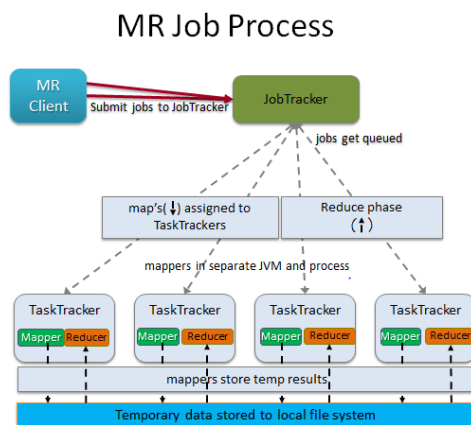 MR Job Process
MR
Client
Submit jobs to JobTracker
JobTracker
jobs get queued
map's(↓) assigned to
TaskTrackers
Reduce phase
(↑)
mappers in separate JVM and process
TaskTracker
Mapper Reducer
TaskTracker
Mapper Reducer
TaskTracker
Mapper Reducer
TaskTracker
Mapper Reducer
mappers store temp results
Temporary data stored to local file system